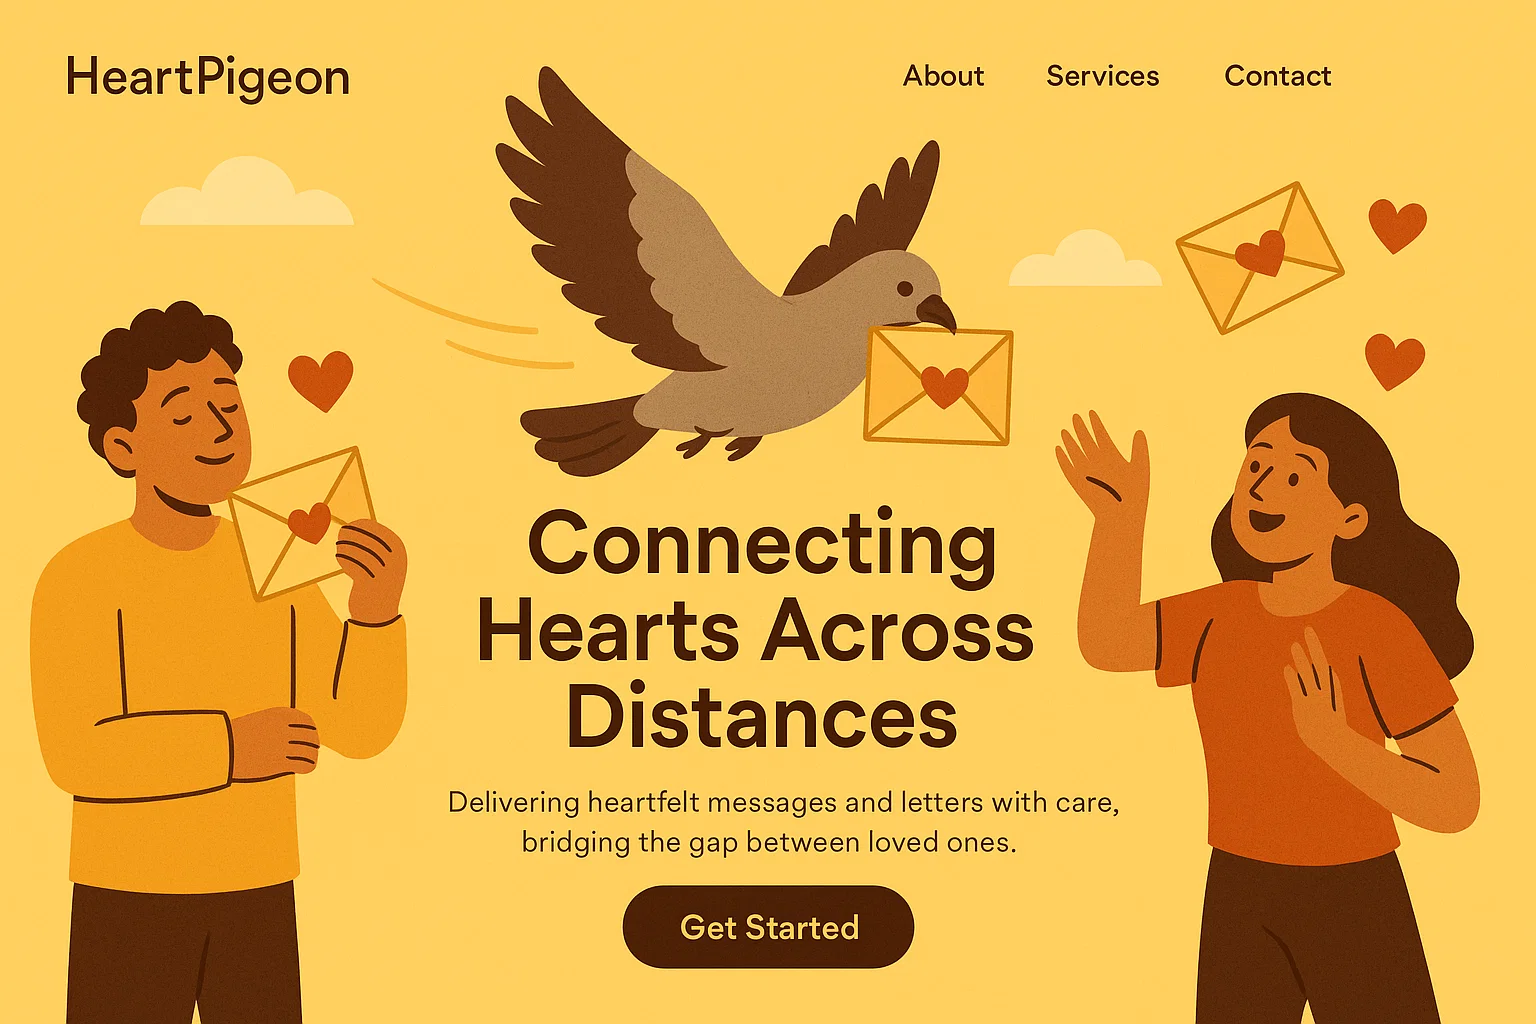 HeartPigeon
About Services Contact
Connecting
Hearts Across
Distances
Delivering heartfelt messages and letters with care,
bridging the gap between loved ones.
Get Started